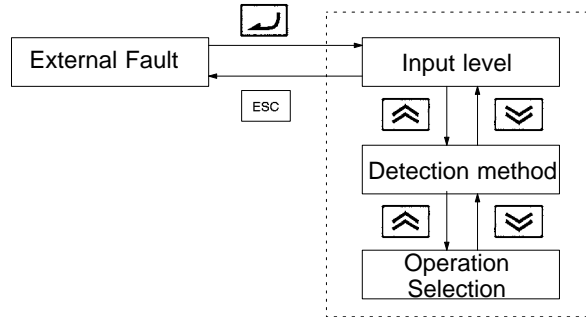 External Fault
ESC
Input level
Detection method
Operation
Selection